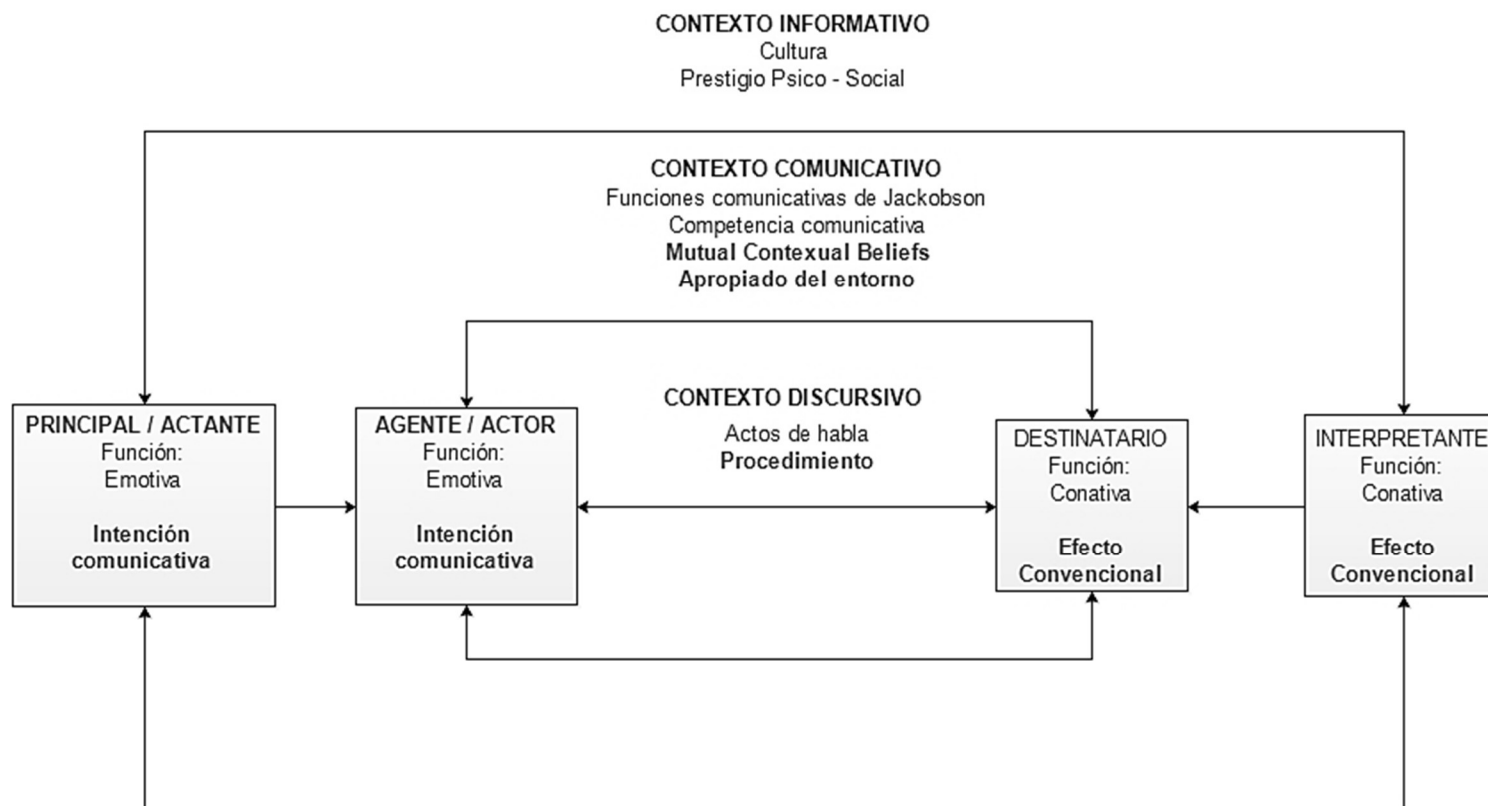 CONTEXTO INFORMATIVO
Cultura
Prestigio Psico - Social
CONTEXTO COMUNICATIVO
Funciones comunicativas de Jackobson
Competencia comunicativa
Mutual Contexual Beliefs
Apropiado del entorno
CONTEXTO DISCURSIVO
Actos de habla
Procedimiento
PRINCIPAL / ACTANTE
Función:
Emotiva
Intención
comunicativa
AGENTE / ACTOR
Función:
Emotiva
Intención
comunicativa
DESTINATARIO
Función:
Conativa
Efecto
Convencional
INTERPRETANTE
Función:
Conativa
Efecto
Convencional